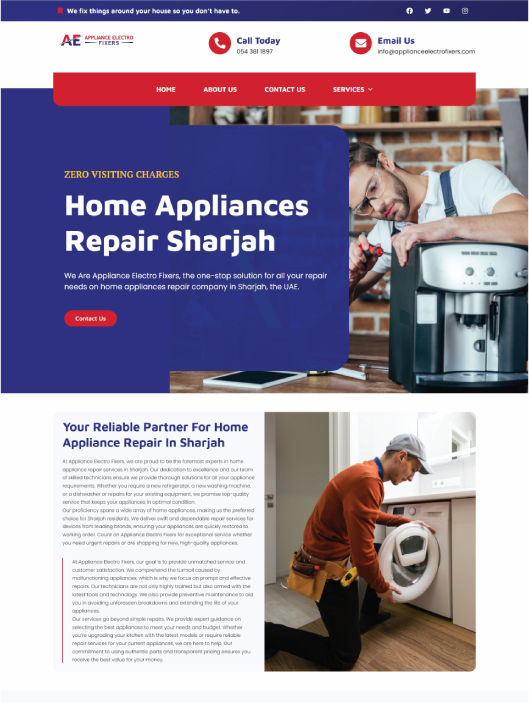 We fix things around your house so you don't have to.
AE APPLIANCE ELECTRO
FIXERS
Call Today
054 381 1897
Email Us
info@applianceelectrofixers.com
HOME
ABOUT US
CONTACT US
SERVICES
ZERO VISITING CHARGES
Home Appliances
Repair Sharjah
We Are Appliance Electro Fixers, the one-stop solution for all your repair
needs on home appliances repair company in Sharjah, the UAE.
Contact Us
Your Reliable Partner For Home
Appliance Repair In Sharjah
At Appliance Electro Fixers, we are proud to be the foremost experts in home
appliance repair services in Sharjah. Our dedication to excellence and our team
of skilled technicians ensure we provide thorough solutions for all your appliance
requirements. Whether you require a new refrigerator, a new washing machine,
or a dishwasher or repairs for your existing equipment, we promise top-quality
service that keeps your appliances in optimal condition.
Our proficiency spans a wide array of home appliances, making us the preferred
choice for Sharjah residents. We deliver swift and dependable repair services for
devices from leading brands, ensuring your appliances are quickly restored to
working order. Count on Appliance Electro Fixers for exceptional service whether
you need urgent repairs or are shopping for new, high-quality appliances.
At Appliance Electro Fixers, our goal is to provide unmatched service and
customer satisfaction. We comprehend the turmoil caused by
malfunctioning appliances, which is why we focus on prompt and effective
repairs. Our technicians are not only highly trained but also armed with the
latest tools and technology. We also provide preventive maintenance to aid
you in avoiding unforeseen breakdowns and extending the life of your
appliances.
Our services go beyond simple repairs. We provide expert guidance on
selecting the best appliances to meet your needs and budget. Whether
you're upgrading your kitchen with the latest models or require reliable
repair services for your current appliances, we are here to help. Our
commitment to using authentic parts and transparent pricing ensures you
receive the best value for your money.